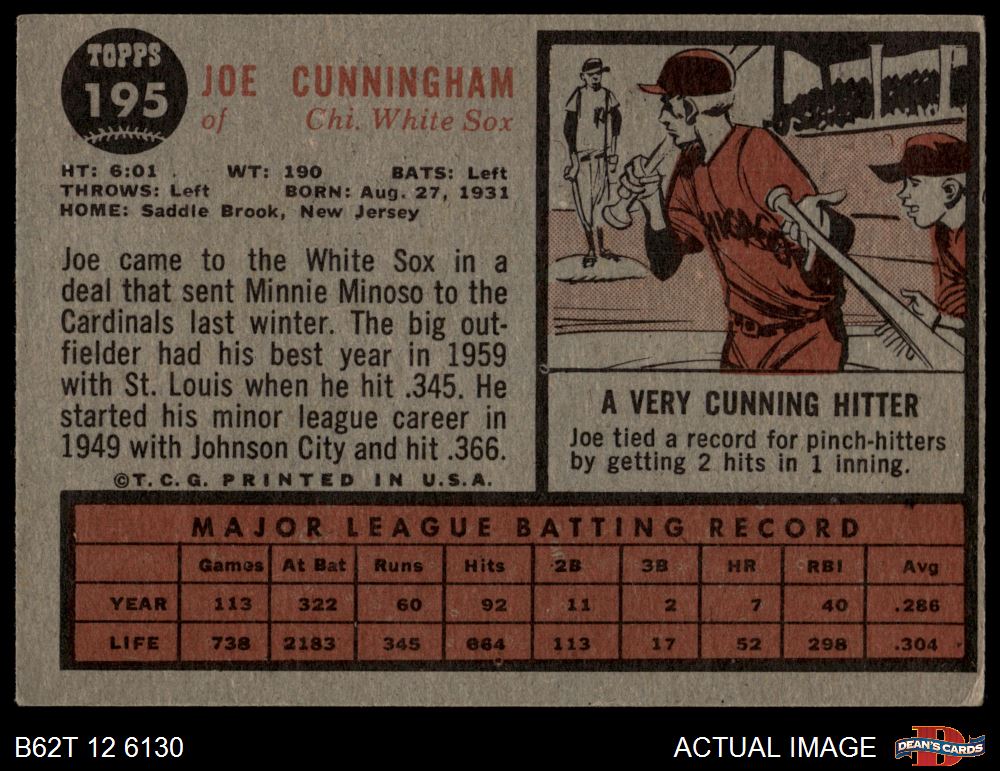 TOPPS
195
JOE CUNNINGHAM
of Chi. White Sox
HT: 6:01 WT: 190 BATS: Left
THROWS: Left BORN: Aug. 27, 1931
HOME: Saddle Brook, New Jersey
Joe came to the White Sox in a
deal that sent Minnie Minoso to the
Cardinals last winter. The big out-
fielder had his best year in 1959
with St. Louis when he hit .345. He
started his minor league career in
1949 with Johnson City and hit .366.
©T.C.G. PRINTED IN U.S.A.
CHICAGO
A VERY CUNNING HITTER
Joe tied a record for pinch-hitters
by getting 2 hits in 1 inning.
MAJOR LEAGUE BATTING RECORD
Games At Bat Runs Hits 2B 3B HR RBI Avg
YEAR 113 322 60 92 11 2 7 40 .286
LIFE 738 2183 345 664 113 17 52 298 .304
B62T 12 6130
ACTUAL IMAGE
D
DEAN'S CARDS